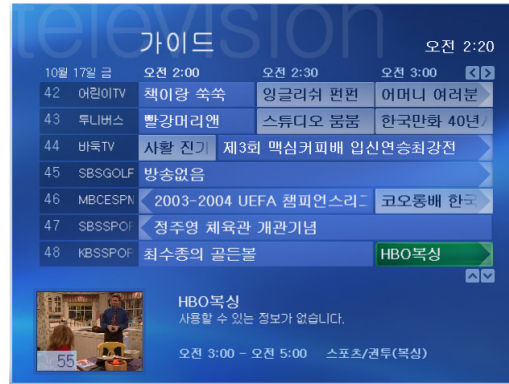 television
가이드
오전 2:20
10월 17일 금 오전 2:00 오전 2:30 오전 3:00
42 어린이TV 책이랑 쑥쑥 잉글리쉬 펀펀 어머니 여러분
43 투니버스 빨강머리앤 스튜디오 붐붐 한국만화 40년
44 바둑TV 사활 진기 제3회 맥심커피배 입신연승최강전
45 SBSGOLF 방송없음
46 MBCESPN 2003-2004 UEFA 챔피언스리그 코오롱배 한국
47 SBSSPOR 정주영 체육관 개관기념
48 KBSSPOR 최수종의 골든볼 HBO복싱
HBO복싱
사용할 수 있는 정보가 없습니다.
55
오전 3:00 - 오전 5:00 스포츠/권투(복싱)